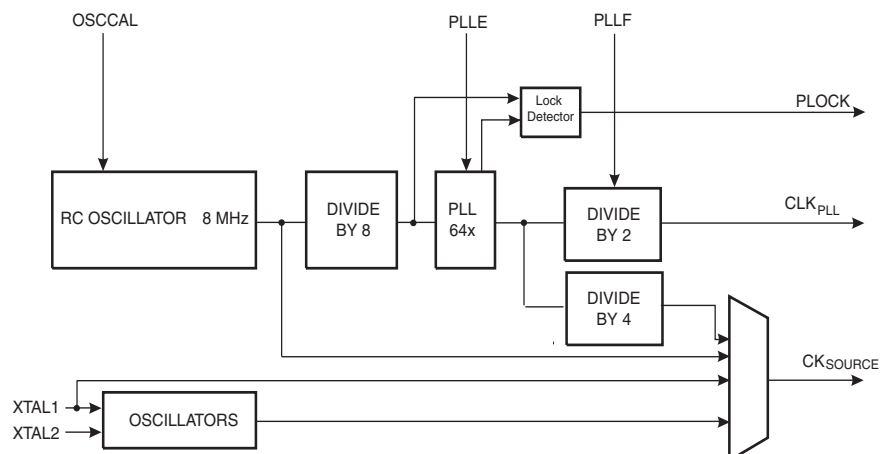 OSCCAL
PLLE
PLLF
Lock
Detector
PLOCK
RC OSCILLATOR 8 MHz
DIVIDE
BY 8
PLL
64x
DIVIDE
BY 2
CLKPLL
DIVIDE
BY 4
CKSOURCE
XTAL1
XTAL2
OSCILLATORS